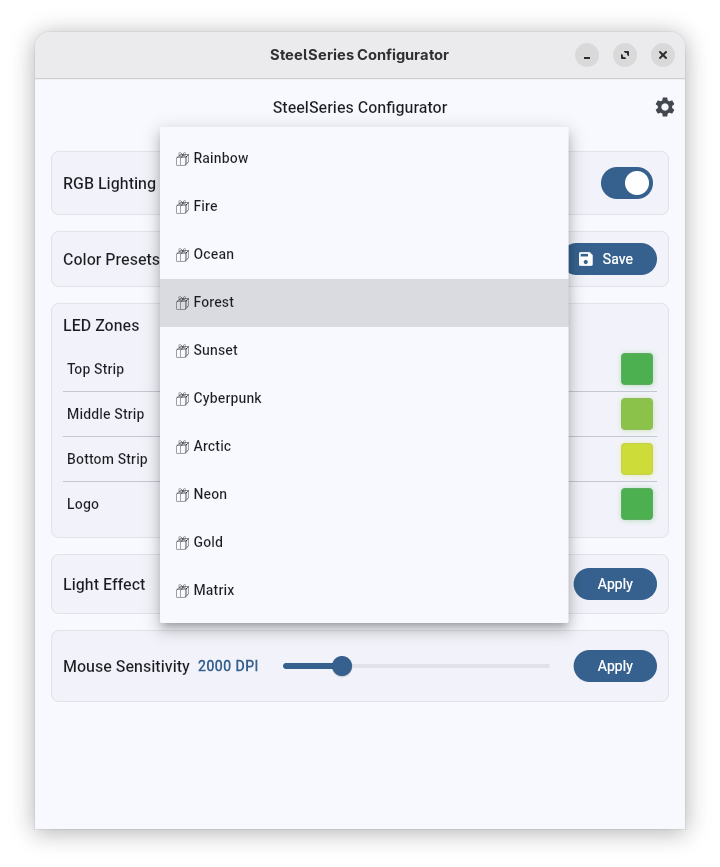 SteelSeries Configurator
SteelSeries Configurator
RGB Lighting
Color Presets
Save
Rainbow
Fire
Ocean
Forest
Sunset
Cyberpunk
Arctic
Neon
Gold
Matrix
LED Zones
Top Strip
Middle Strip
Bottom Strip
Logo
Light Effect
Apply
Mouse Sensitivity 2000 DPI
Apply